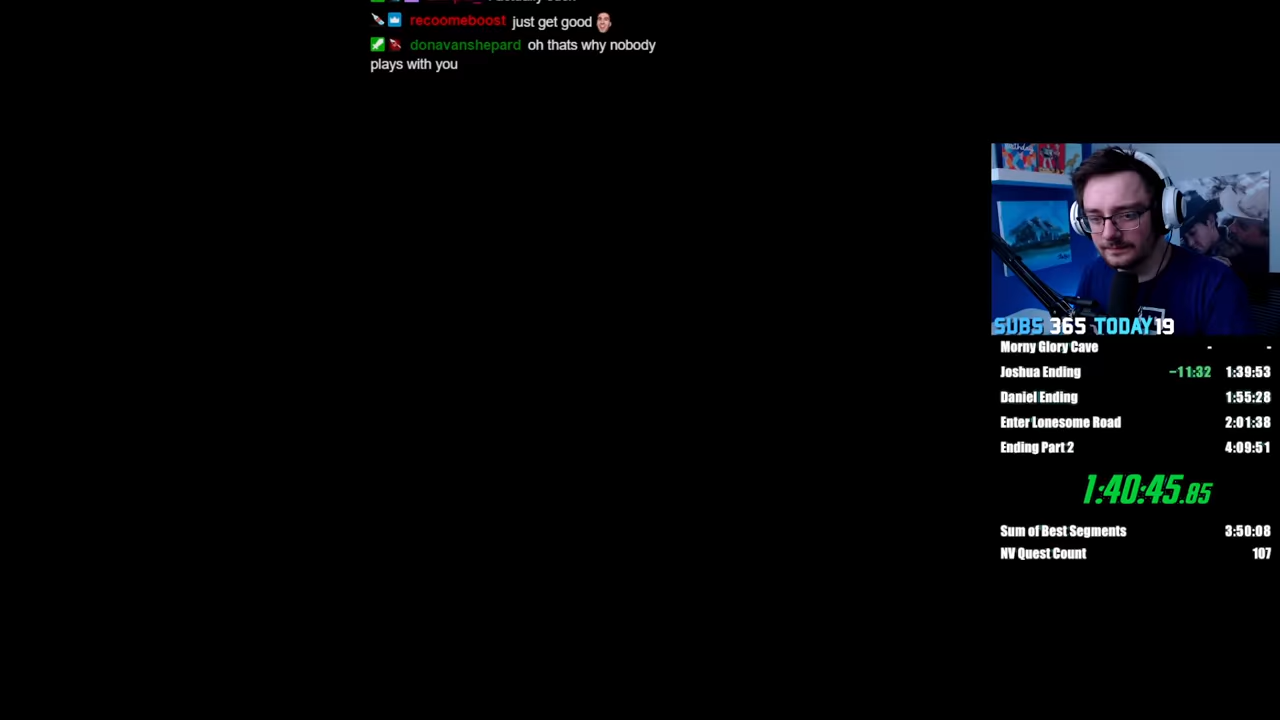 recoomeboost just get good
donavanshepard oh thats why nobody
plays with you
SUBS 365 TODAY 19
Morny Glory Cave - -
Joshua Ending -11:32 1:39:53
Daniel Ending 1:55:28
Enter Lonesome Road 2:01:38
Ending Part 2 4:09:51
1:40:45.85
Sum of Best Segments 3:50:08
NV Quest Count 107